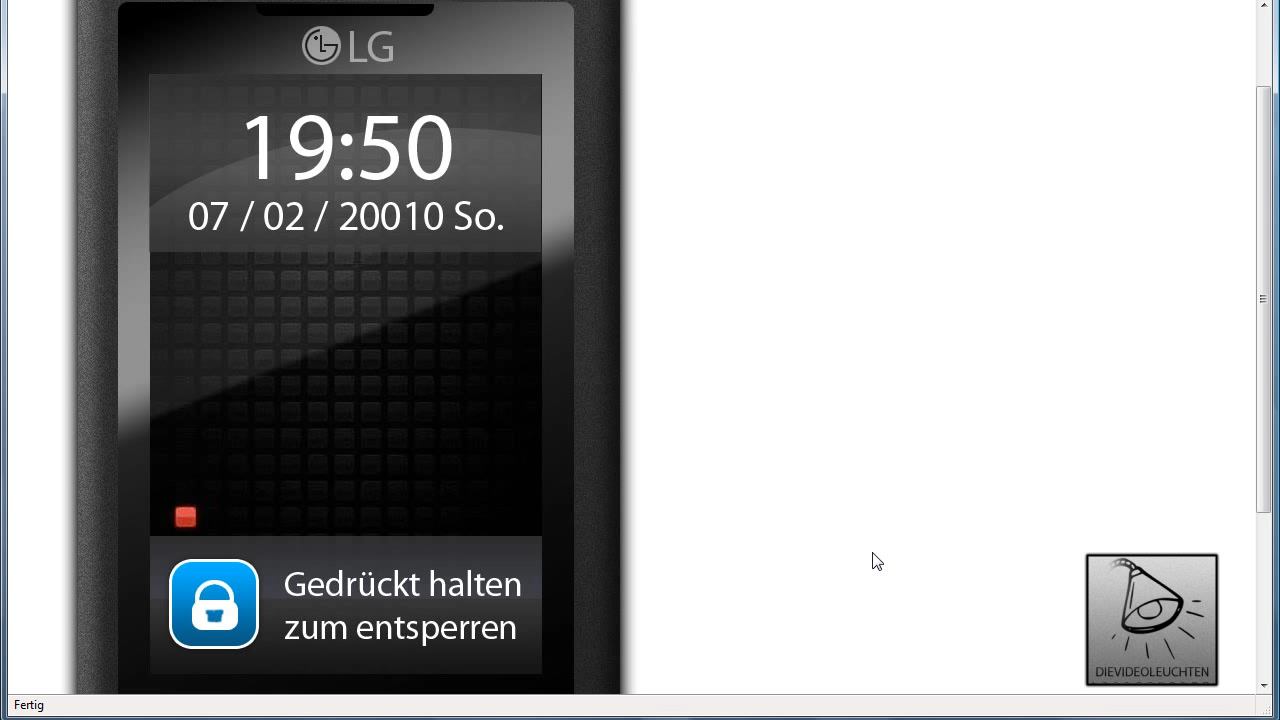 LG
19:50
07 / 02 / 20010 So.
Gedrückt halten
zum entsperren
DIEVIDEOLEUCHTEN
Fertig